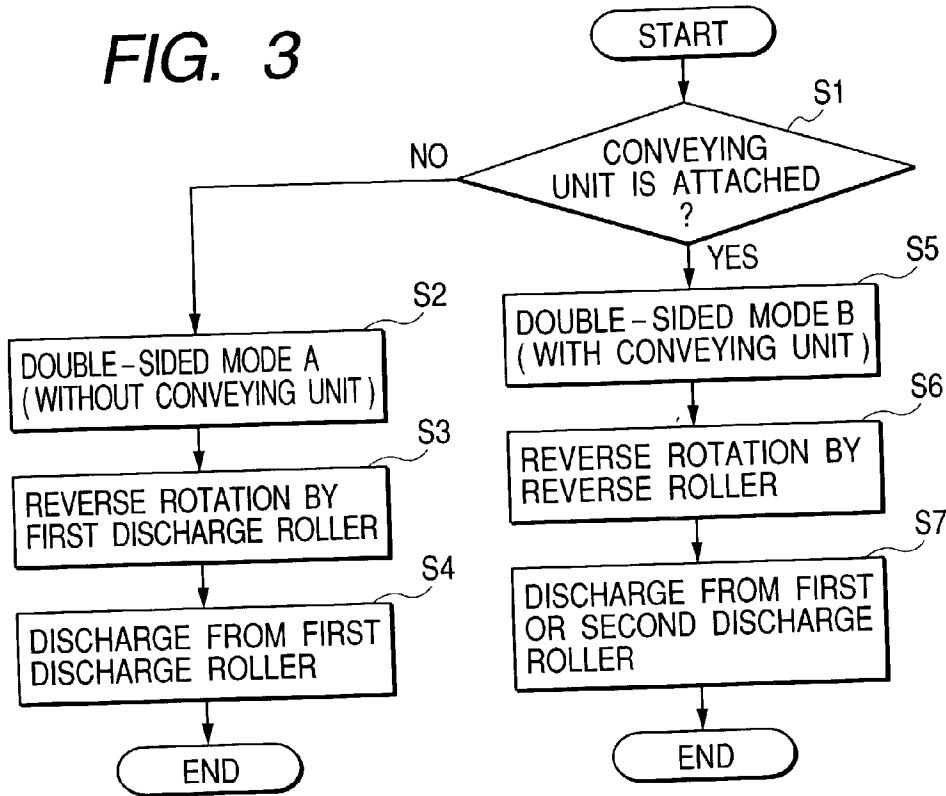 FIG. 3
START
S1
CONVEYING
UNIT IS ATTACHED
?
NO
YES
S2
DOUBLE-SIDED MODE A
(WITHOUT CONVEYING UNIT)
S3
REVERSE ROTATION BY
FIRST DISCHARGE ROLLER
S4
DISCHARGE FROM FIRST
DISCHARGE ROLLER
END
S5
DOUBLE-SIDED MODE B
(WITH CONVEYING UNIT)
S6
REVERSE ROTATION BY
REVERSE ROLLER
S7
DISCHARGE FROM FIRST
OR SECOND DISCHARGE
ROLLER
END